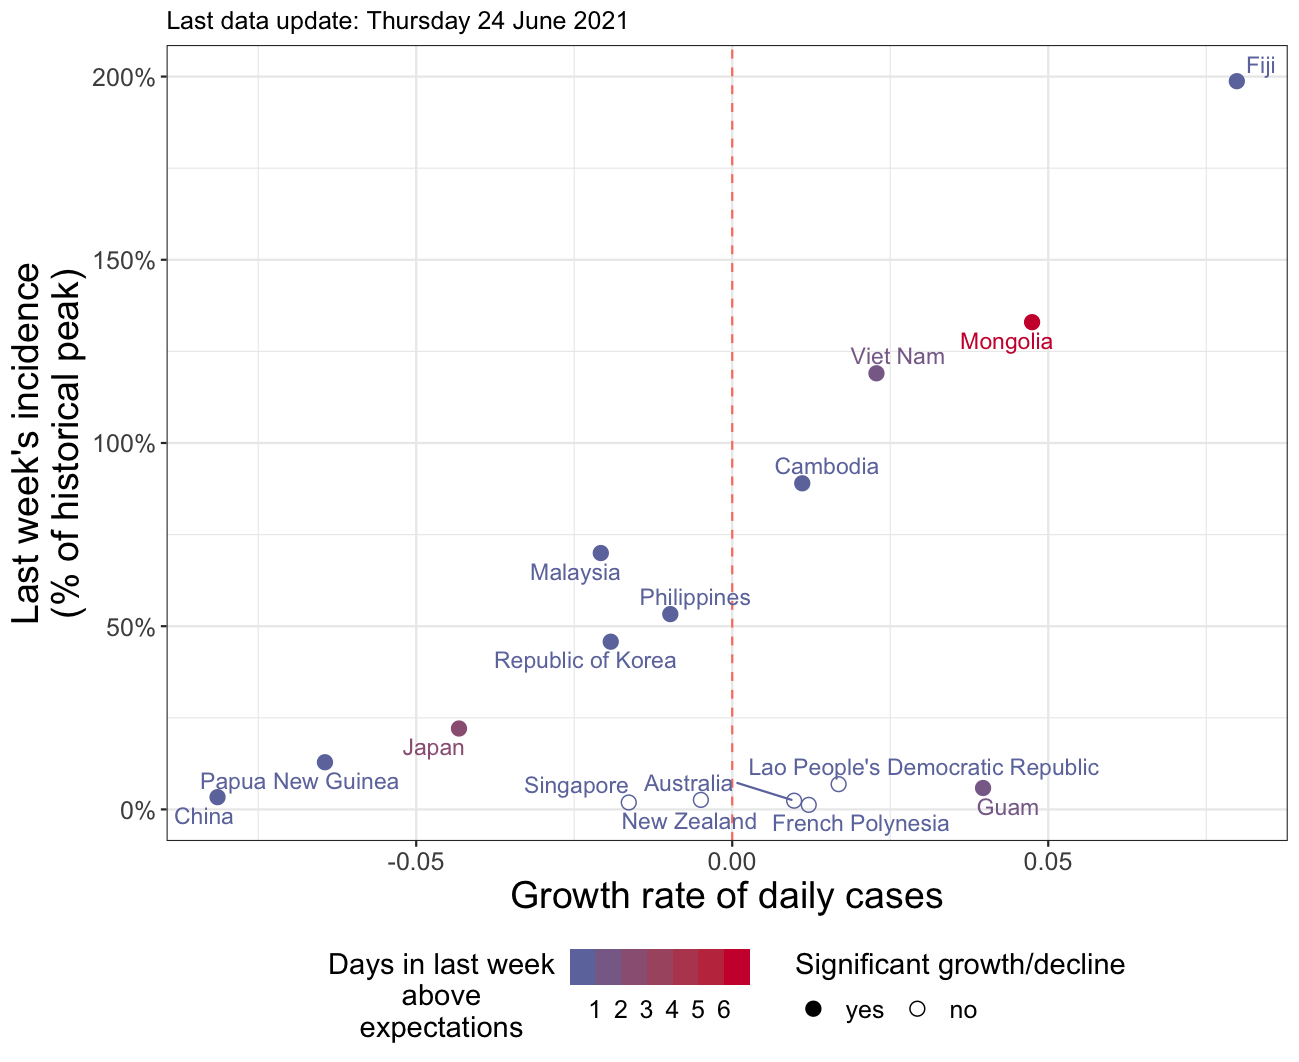 Last data update: Thursday 24 June 2021
Last week's incidence
(% of historical peak)
200%
150%
100%
50%
0%
Fiji
Mongolia
Viet Nam
Cambodia
Malaysia
Philippines
Republic of Korea
Japan
Papua New Guinea
China
Singapore
Australia
Lao People's Democratic Republic
New Zealand
French Polynesia
Guam
-0.05
0.00
0.05
Growth rate of daily cases
Days in last week
above
expectations
1 2 3 4 5 6
Significant growth/decline
yes
no